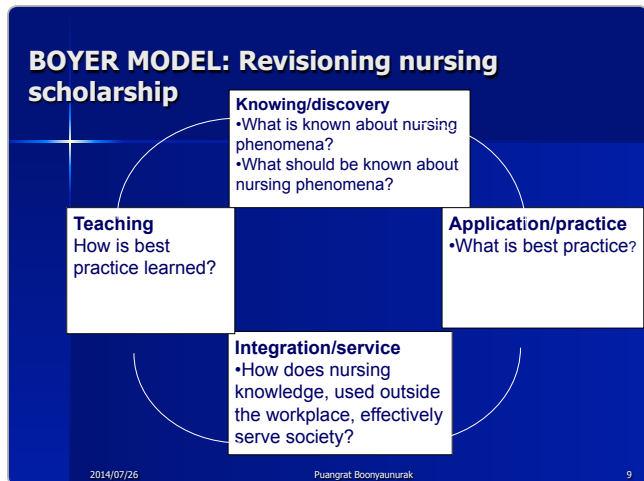 BOYER MODEL: Revisioning nursing
scholarship
Knowing/discovery
•What is known about nursing
phenomena?
•What should be known about
nursing phenomena?
Teaching
How is best
practice learned?
Application/practice
•What is best practice?
Integration/service
•How does nursing
knowledge, used outside
the workplace, effectively
serve society?
2014/07/26
Puangrat Boonyaunurak
9